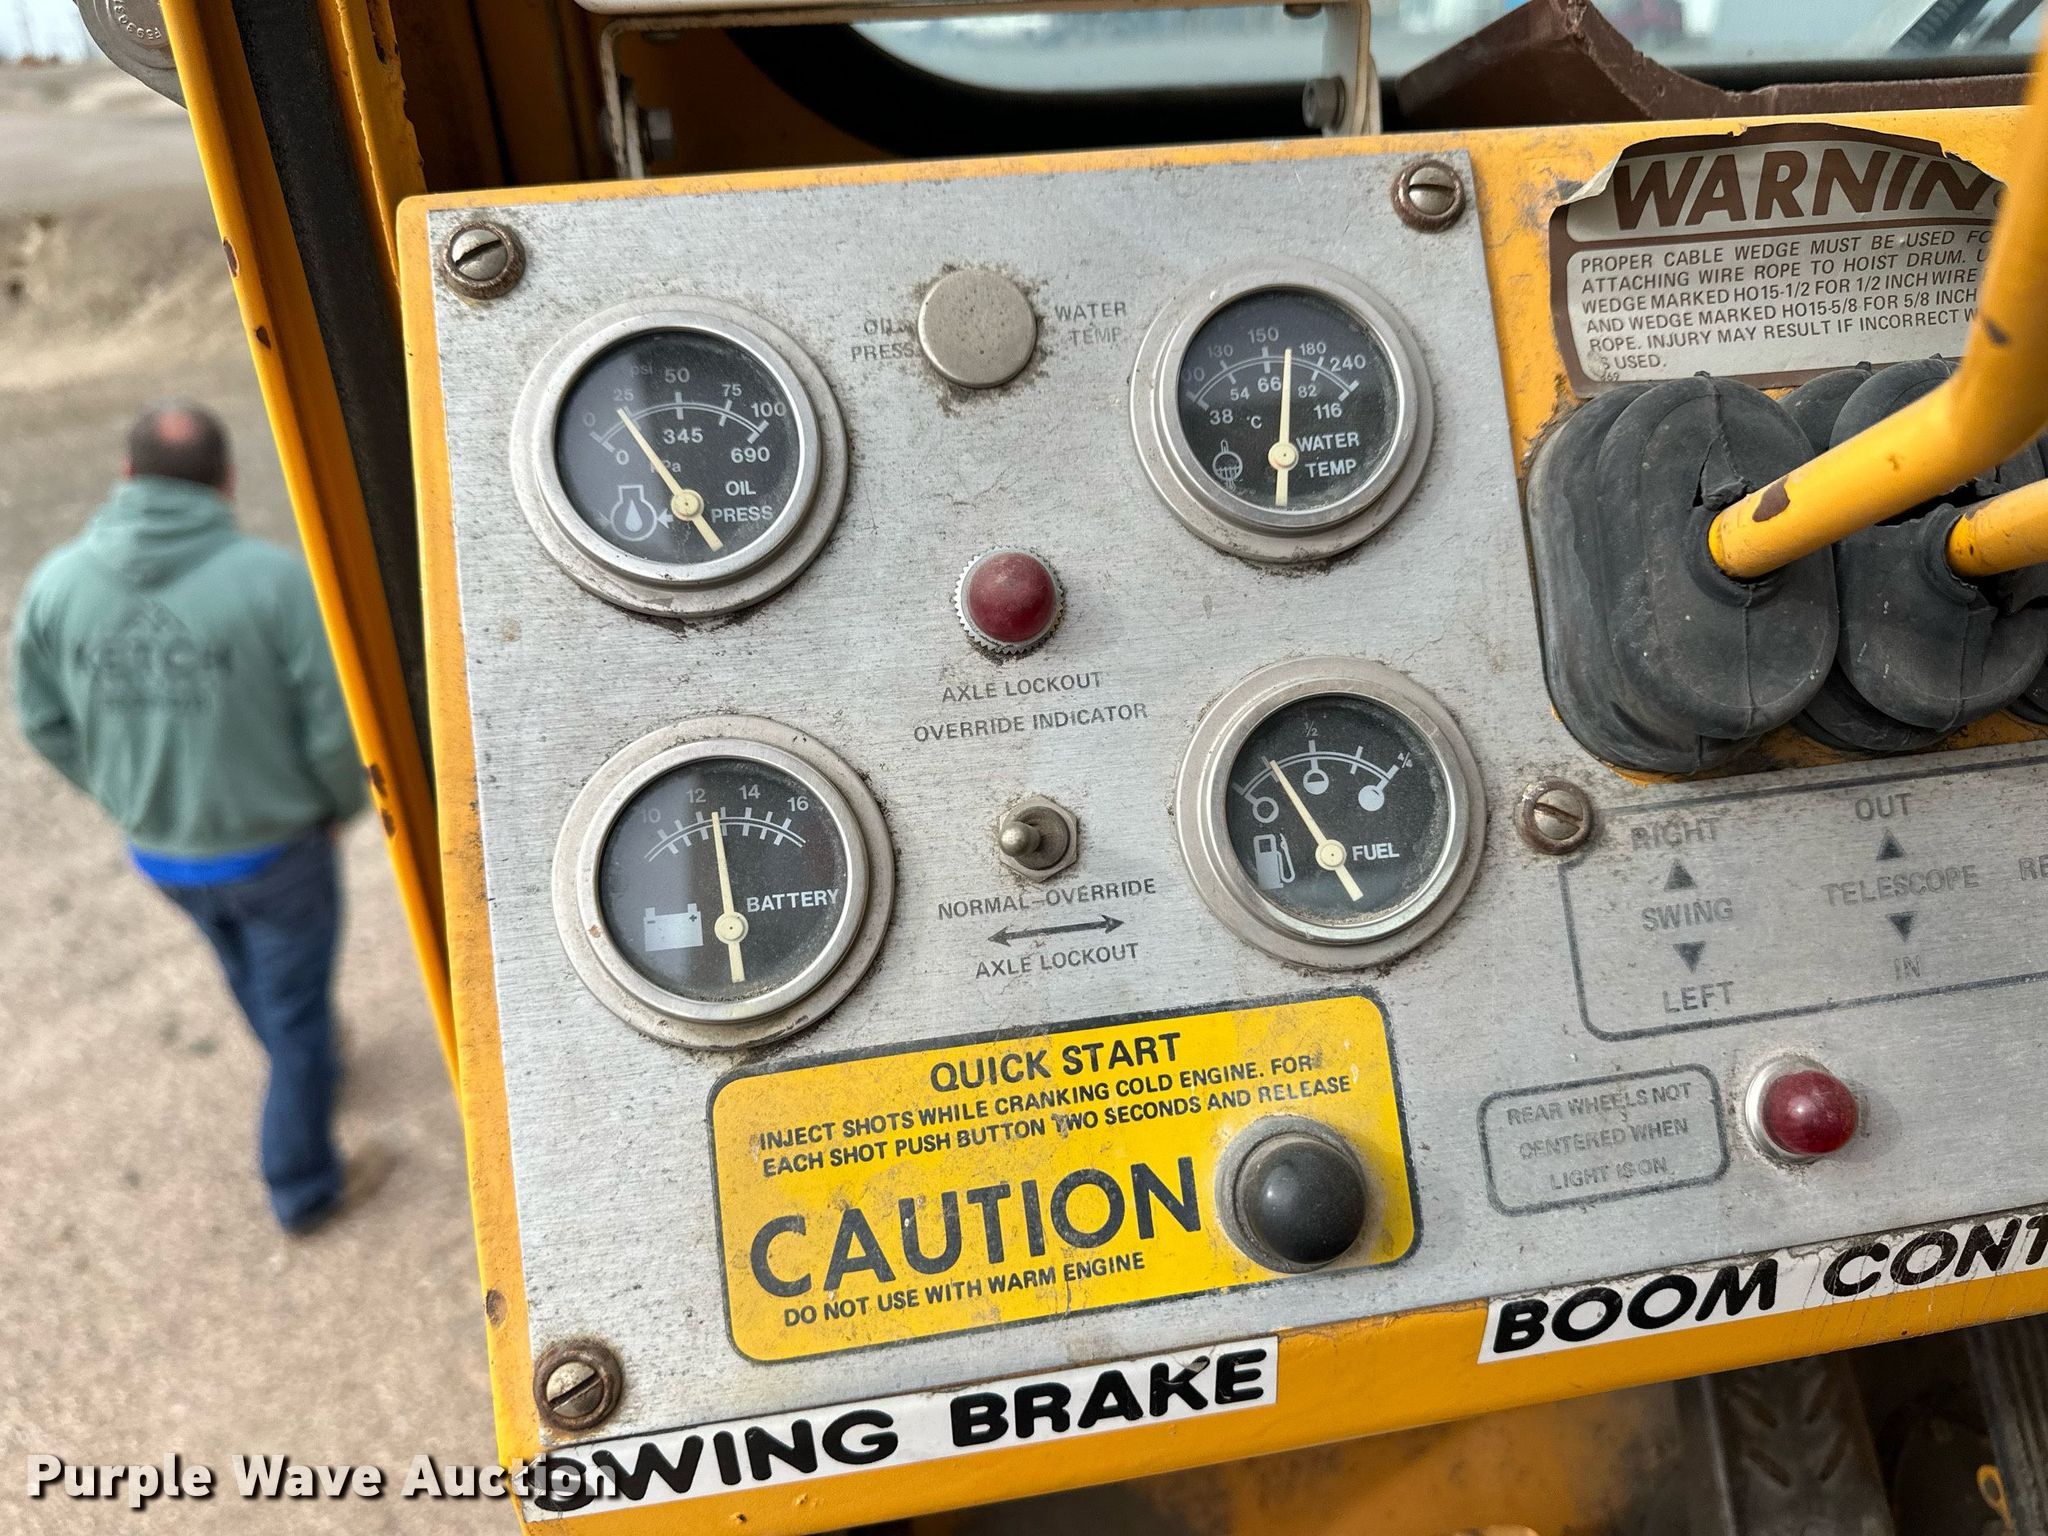 WARNIN
PROPER CABLE WEDGE MUST BE USED
ATTACHING WIRE ROPE TO HOIST DRUM.
WEDGE MARKED HO15-1/2 FOR 1/2 INCH WIRE
AND WEDGE MARKED HO15-5/8 FOR 5/8 INCH
ROPE. INJURY MAY RESULT IF INCORRECT
USED.
OIL
PRESS
WATER
TEMP
psi
0 25 50 75 100
0 345 690
kPa
OIL
PRESS
130 150 180 240
38 54 66 82 116
°C
WATER
TEMP
AXLE LOCKOUT
OVERRIDE INDICATOR
10 12 14 16
BATTERY
1/2 4/4
FUEL
NORMAL-OVERRIDE
AXLE LOCKOUT
RIGHT
SWING
LEFT
OUT
TELESCOPE
IN
RE
QUICK START
INJECT SHOTS WHILE CRANKING COLD ENGINE. FOR
EACH SHOT PUSH BUTTON TWO SECONDS AND RELEASE
CAUTION
DO NOT USE WITH WARM ENGINE
REAR WHEELS NOT
CENTERED WHEN
LIGHT IS ON
SWING BRAKE
BOOM CONT
KETCH
Purple Wave Auction